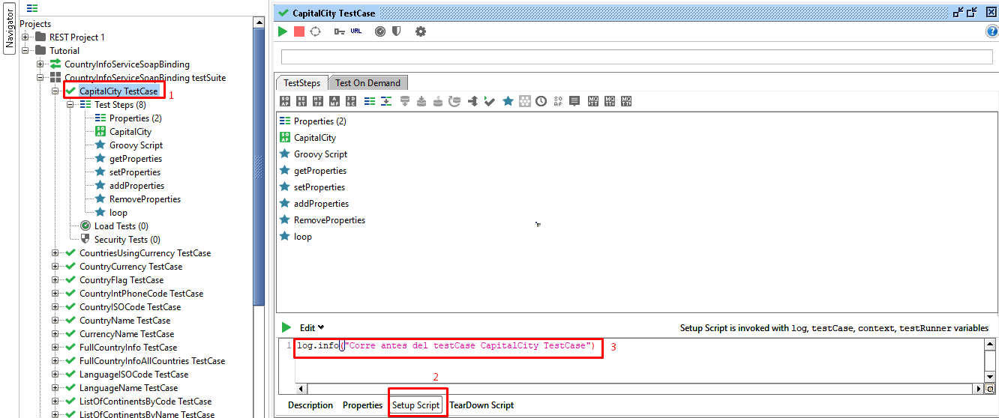 Navigator
Projects
REST Project 1
Tutorial
CountryInfoServiceSoapBinding
CountryInfoServiceSoapBinding testSuite
CapitalCity TestCase
1
Test Steps (8)
Properties (2)
CapitalCity
Groovy Script
getProperties
setProperties
addProperties
RemoveProperties
loop
Load Tests (0)
Security Tests (0)
CountriesUsingCurrency TestCase
CountryCurrency TestCase
CountryFlag TestCase
CountryIntPhoneCode TestCase
CountryISOCode TestCase
CountryName TestCase
CurrencyName TestCase
FullCountryInfo TestCase
FullCountryInfoAllCountries TestCase
LanguageISOCode TestCase
LanguageName TestCase
ListOfContinentsByCode TestCase
ListOfContinentsByName TestCase
CapitalCity TestCase
URL
TestSteps Test On Demand
Properties (2)
CapitalCity
Groovy Script
getProperties
setProperties
addProperties
RemoveProperties
loop
Edit Setup Script is invoked with log, testCase, context, testRunner variables
1 log.info("Corre antes del testCase CapitalCity TestCase") 3
2
Description Properties Setup Script TearDown Script